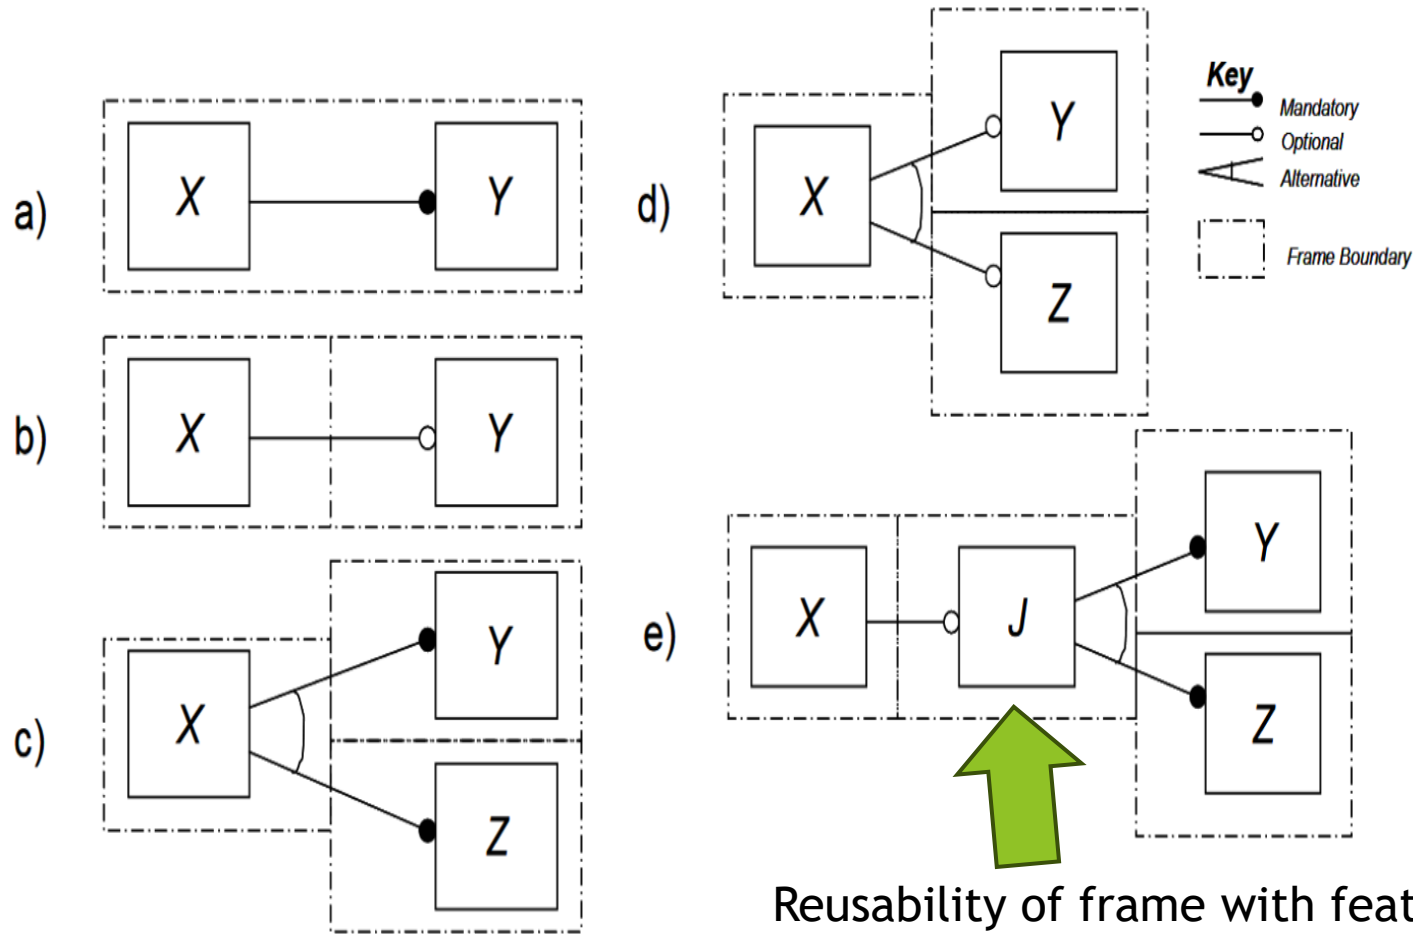 a)
X
Y
b)
X
Y
c)
X
Y
Z
d)
X
Y
Z
Key
Mandatory
Optional
Alternative
Frame Boundary
e)
X
J
Y
Z
Reusability of frame with feat